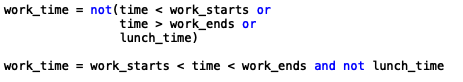 work_time = not(time < work_starts or
time > work_ends or
lunch_time)
work_time = work_starts < time < work_ends and not lunch_time